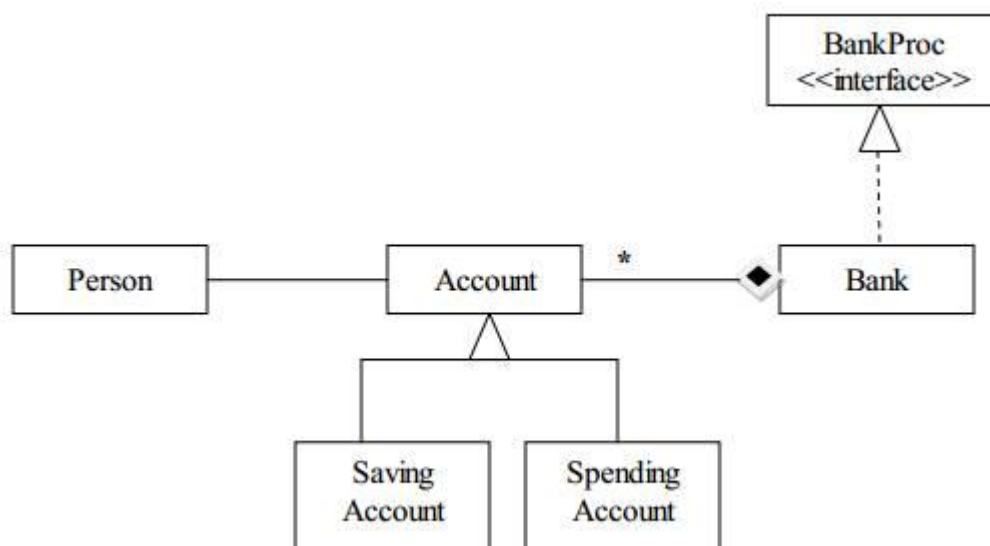 BankProc
<<interface>>
Person
Account
*
Bank
Saving
Account
Spending
Account